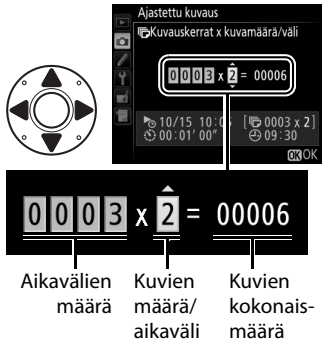 Ajastettu kuvaus
Kuvauskerrat x kuvamäärä/väli
0003 x 2 = 00006
10/15 10:05 [0003 x 2]
00:01'00" 09:30
OK OK
0003 x 2 = 00006
Aikavälien määrä
Kuvien määrä/ aikaväli
Kuvien kokonais- määrä